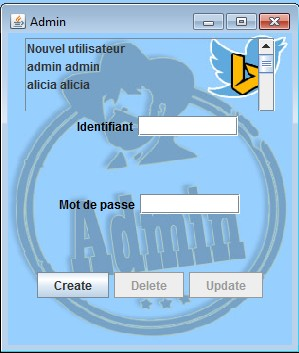 Admin
Nouvel utilisateur
admin admin
alicia alicia
Identifiant
Mot de passe
Admin
Create Delete Update